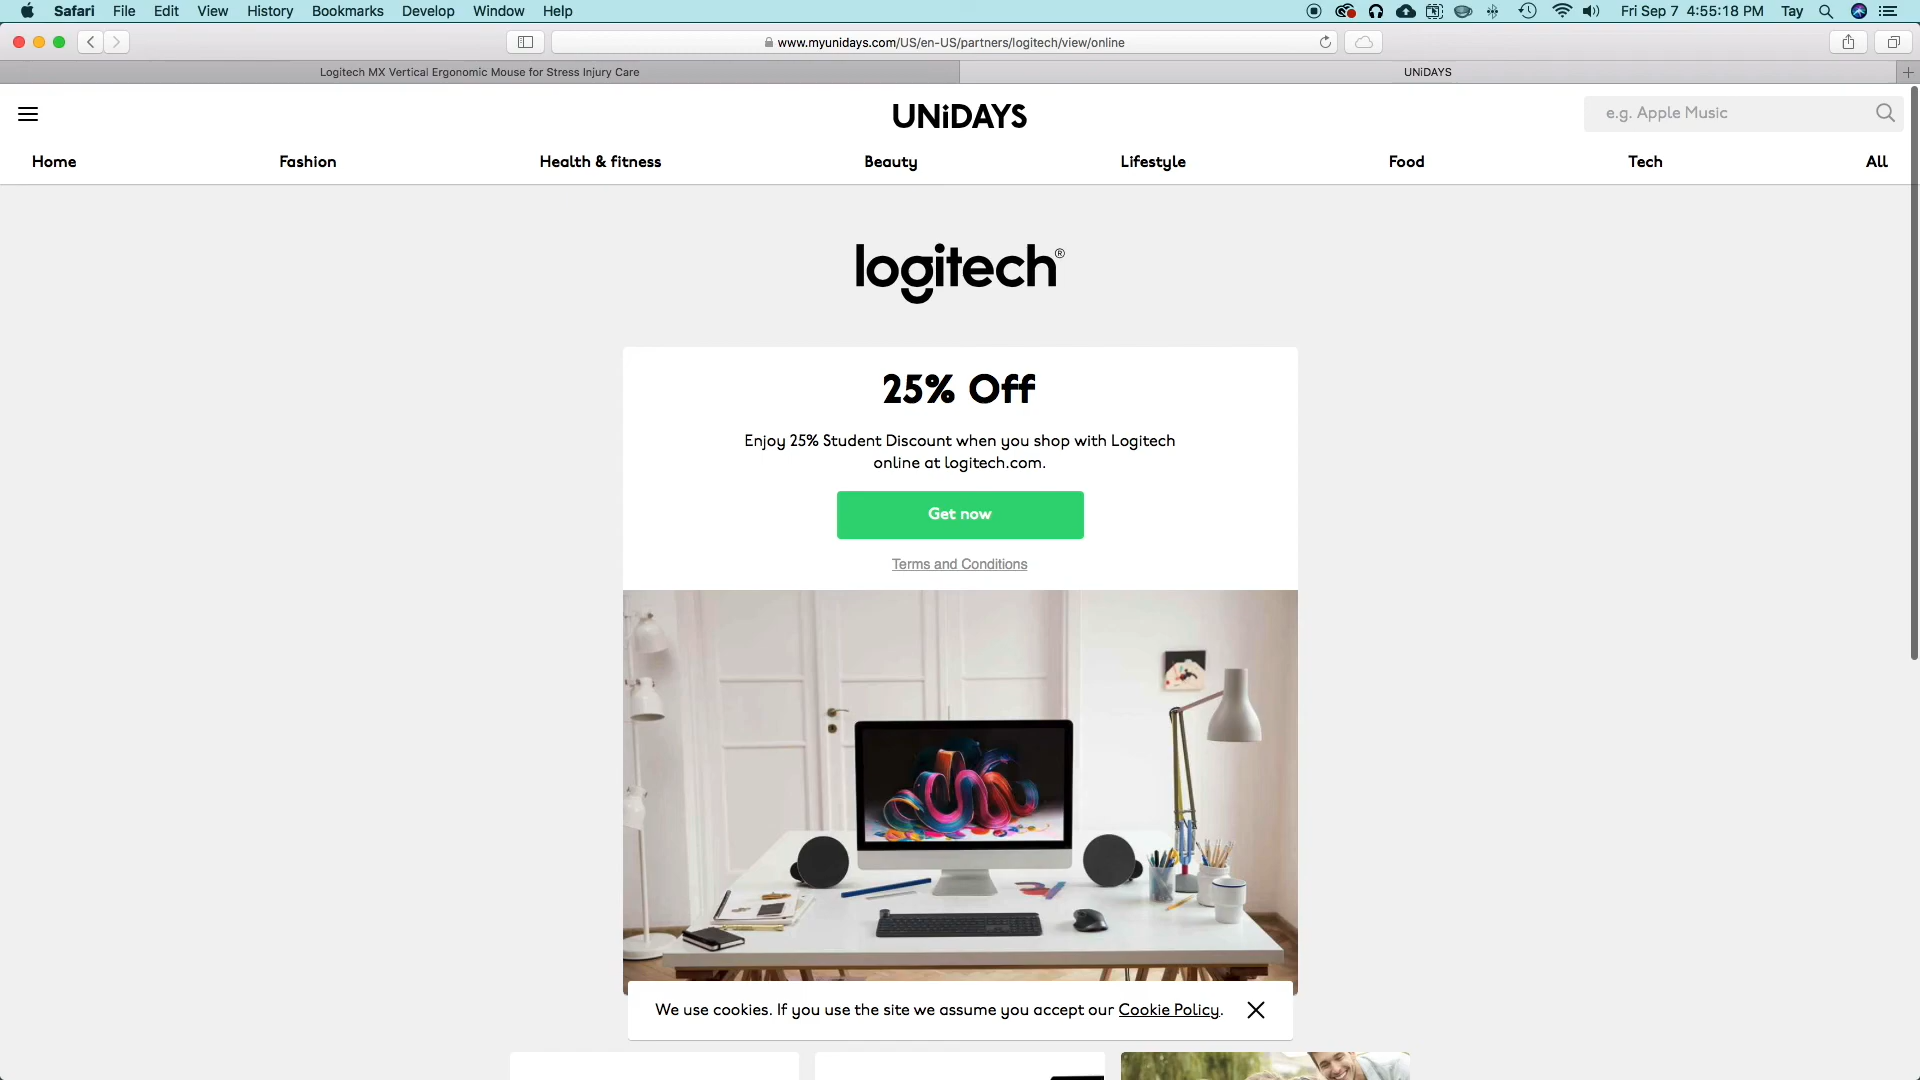 Safari File Edit View History Bookmarks Develop Window Help Fri Sep 7 4:55:18 PM Tay
www.myunidays.com/US/en-US/partners/logitech/view/online
Logitech MX Vertical Ergonomic Mouse for Stress Injury Care UNiDAYS
UNiDAYS
e.g. Apple Music
Home Fashion Health & fitness Beauty Lifestyle Food Tech All
logitech®
25% Off
Enjoy 25% Student Discount when you shop with Logitech
online at logitech.com.
Get now
Terms and Conditions
We use cookies. If you use the site we assume you accept our Cookie Policy.